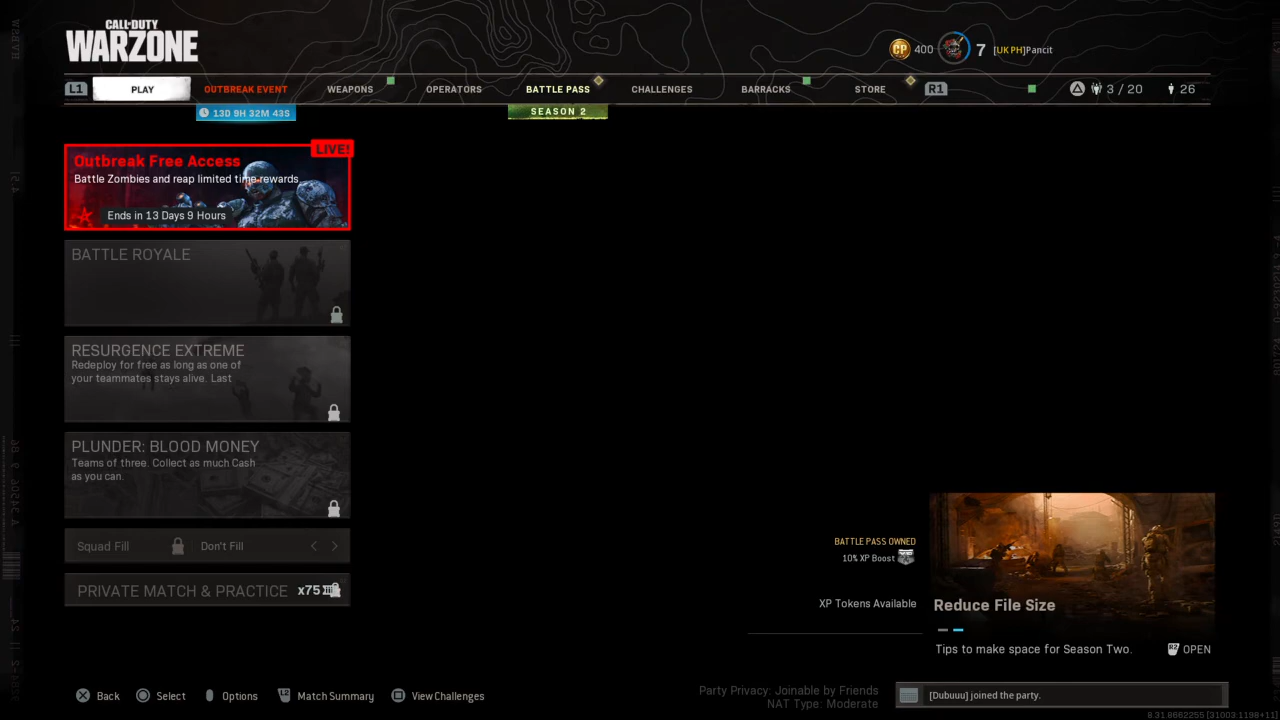 CALL OF DUTY
WARZONE
CP 400 7 [UK PH]Pancit
L1 PLAY OUTBREAK EVENT WEAPONS OPERATORS BATTLE PASS CHALLENGES BARRACKS STORE R1 3 / 20 26
13D 9H 32M 43S SEASON 2
LIVE!
Outbreak Free Access
Battle Zombies and reap limited time rewards
Ends in 13 Days 9 Hours
BATTLE ROYALE
RESURGENCE EXTREME
Redeploy for free as long as one of
your teammates stays alive. Last
PLUNDER: BLOOD MONEY
Teams of three. Collect as much Cash
as you can.
Squad Fill Don't Fill
PRIVATE MATCH & PRACTICE x75
BATTLE PASS OWNED
10% XP Boost
XP Tokens Available
Reduce File Size
Tips to make space for Season Two. R2 OPEN
Back Select Options L2 Match Summary View Challenges
Party Privacy: Joinable by Friends
NAT Type: Moderate
[Dubuuu] joined the party.